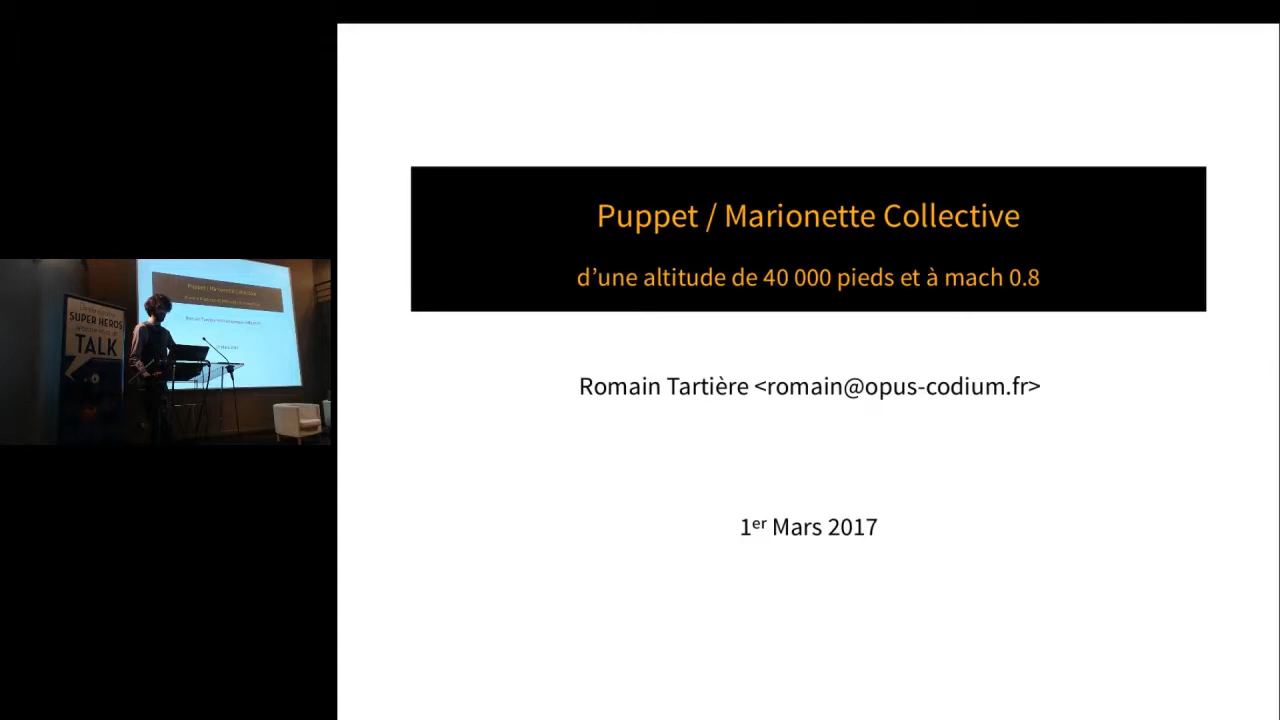 Puppet / Marionette Collective
d’une altitude de 40 000 pieds et à mach 0.8
Romain Tartière <romain@opus-codium.fr>
1er Mars 2017
SUPER HEROS
TALK